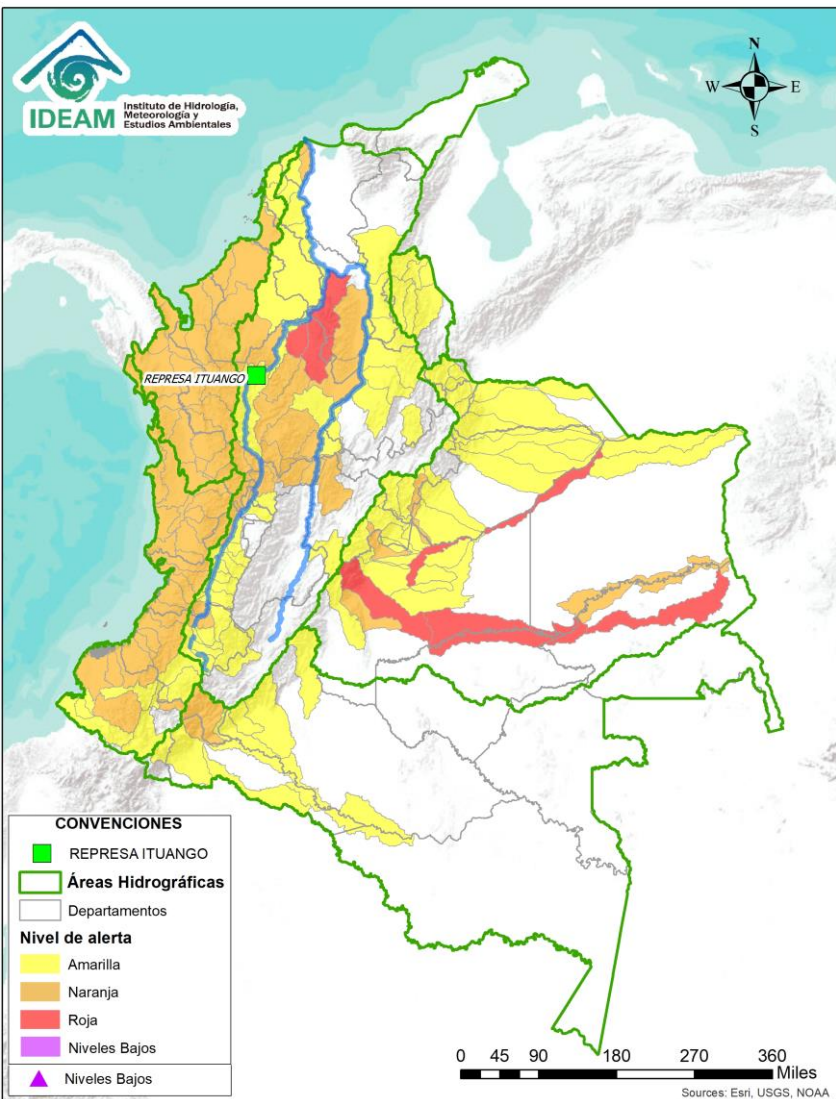 IDEAM
Instituto de Hidrología,
Meteorología y
Estudios Ambientales
N
W
E
S
REPRESA ITUANGO
CONVENCIONES
REPRESA ITUANGO
Áreas Hidrográficas
Departamentos
Nivel de alerta
Amarilla
Naranja
Roja
Niveles Bajos
Niveles Bajos
0 45 90 180 270 360
Miles
Sources: Esri, USGS, NOAA